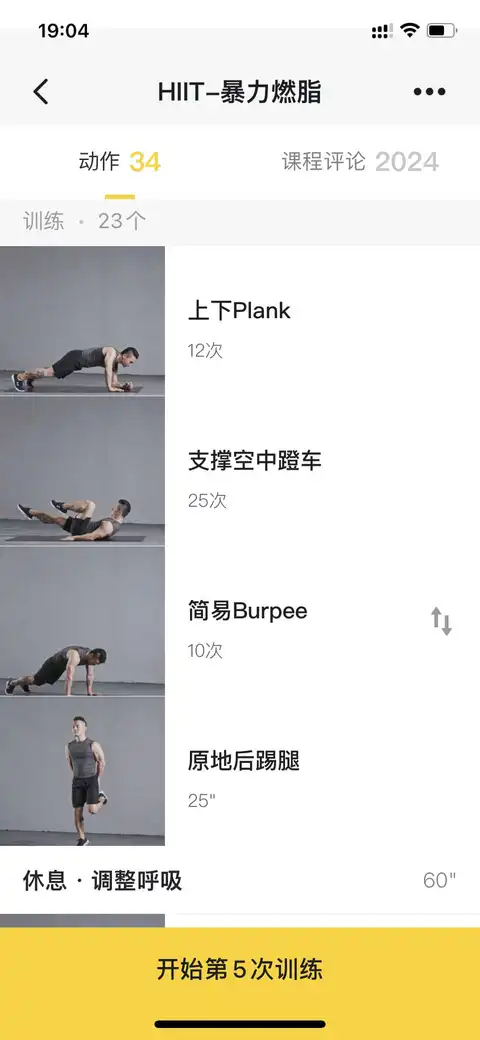 19:04
HIIT–暴力燃脂
动作 34
课程评论 2024
训练 · 23个
上下Plank
12次
支撑空中蹬车
25次
简易Burpee
10次
原地后踢腿
25"
休息 · 调整呼吸
60"
开始第5次训练